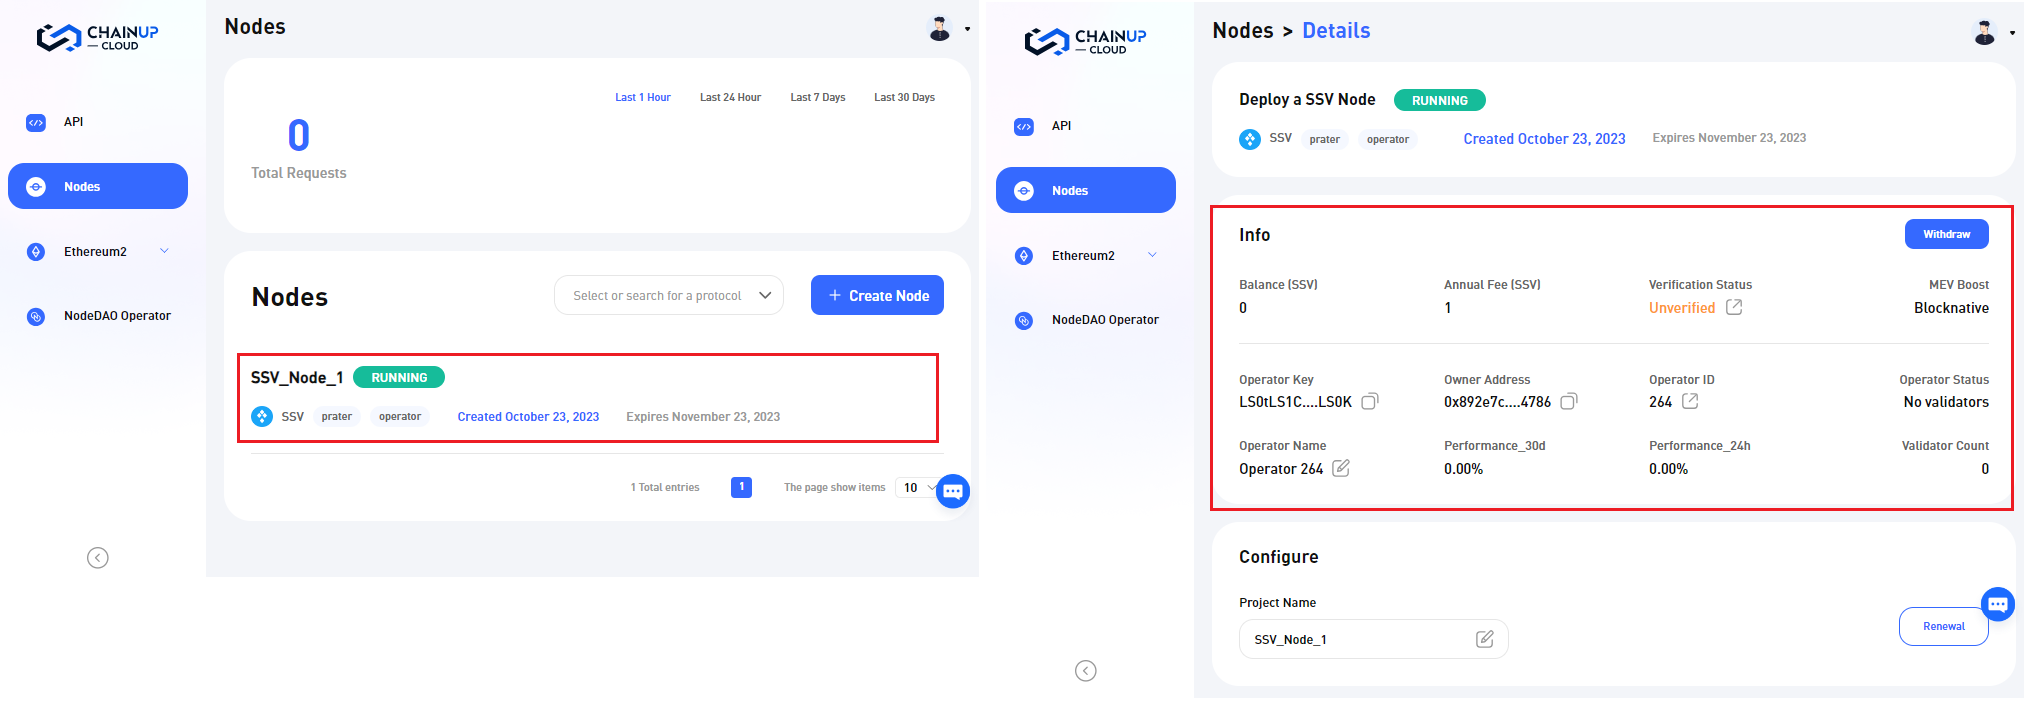 CHAINUP
CLOUD
API
Nodes
Ethereum2
NodeDAO Operator
Nodes
Last 1 Hour Last 24 Hour Last 7 Days Last 30 Days
0
Total Requests
Nodes
Select or search for a protocol
+ Create Node
SSV_Node_1 RUNNING
SSV prater operator Created October 23, 2023 Expires November 23, 2023
1 Total entries 1 The page show items 10
CHAINUP
CLOUD
API
Nodes
Ethereum2
NodeDAO Operator
Nodes > Details
Deploy a SSV Node RUNNING
SSV prater operator Created October 23, 2023 Expires November 23, 2023
Info Withdraw
Balance (SSV) Annual Fee (SSV) Verification Status MEV Boost
0 1 Unverified Blocknative
Operator Key Owner Address Operator ID Operator Status
LS0tLS1C....LS0K 0x892e7c....4786 264 No validators
Operator Name Performance_30d Performance_24h Validator Count
Operator 264 0.00% 0.00% 0
Configure
Project Name
SSV_Node_1
Renewal